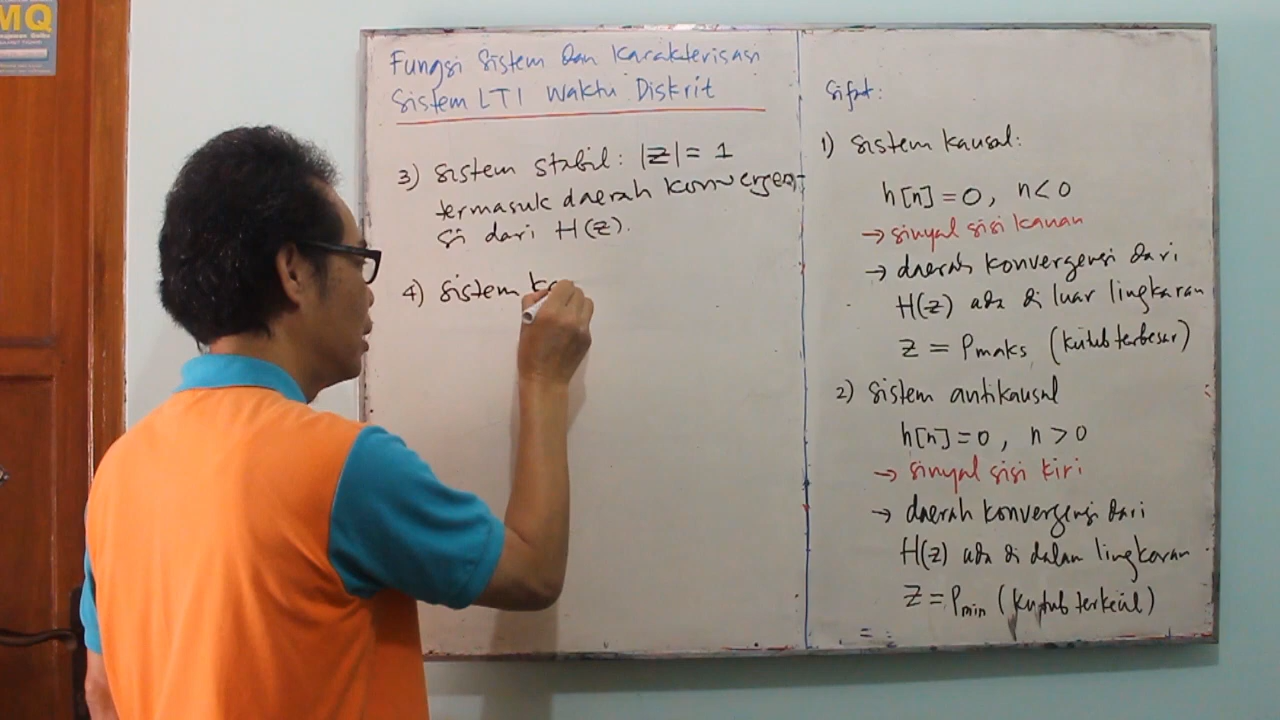 MQ
Fungsi Sistem dan Karakterisasi
Sistem LTI Waktu Diskrit
3) Sistem stabil: |z| = 1
termasuk daerah konvergen-
si dari H(z).
4) Sistem ka
Sifat:
1) Sistem kausal:
h[n] = 0, n < 0
→ sinyal sisi kanan
→ daerah konvergensi dari
H(z) ada di luar lingkaran
z = Pmaks (kutub terbesar)
2) Sistem antikausal
h[n] = 0, n > 0
→ sinyal sisi kiri
→ daerah konvergensi dari
H(z) ada di dalam lingkaran
z = Pmin (kutub terkecil)